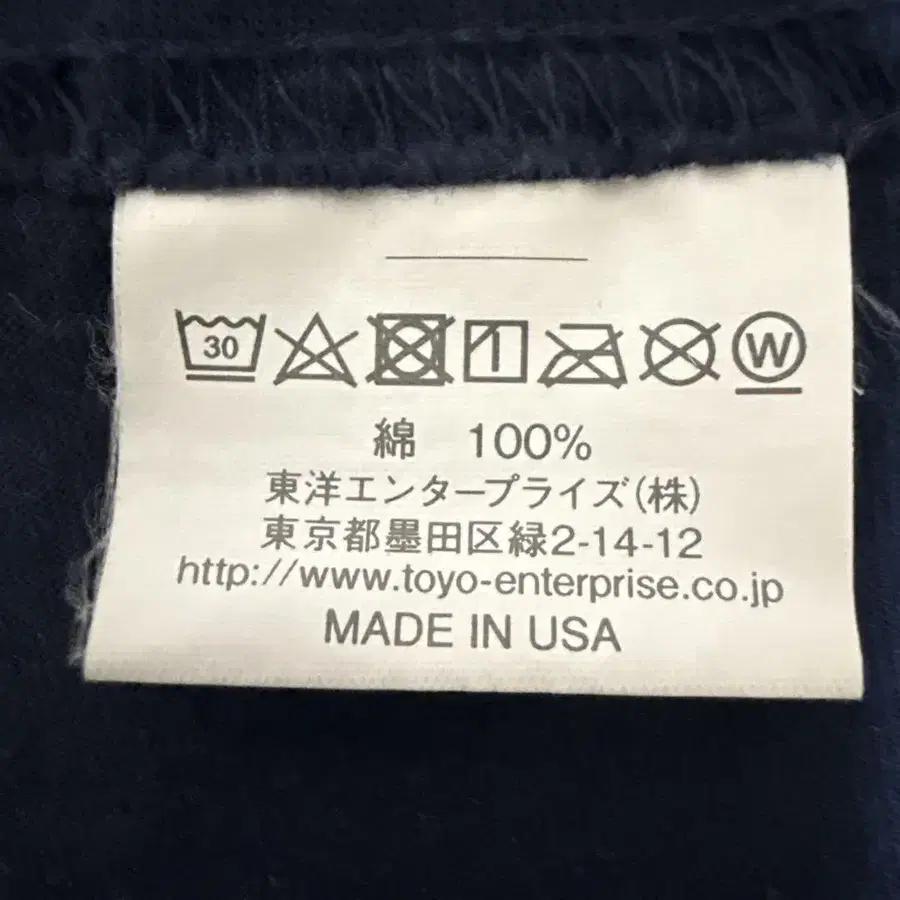 30 W
綿 100%
東洋エンタープライズ(株)
東京都墨田区緑2-14-12
http://www.toyo-enterprise.co.jp
MADE IN USA